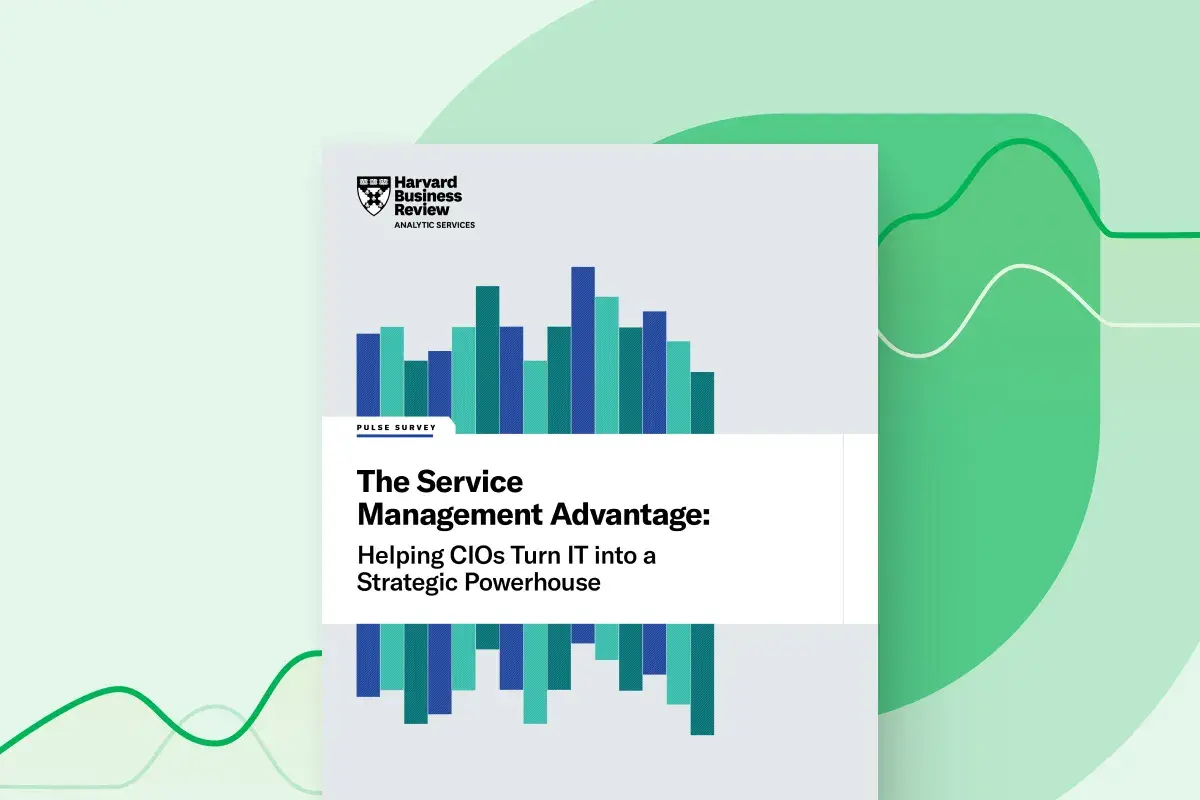 Harvard
Business
Review
ANALYTIC SERVICES
PULSE SURVEY
The Service
Management Advantage:
Helping CIOs Turn IT into a
Strategic Powerhouse